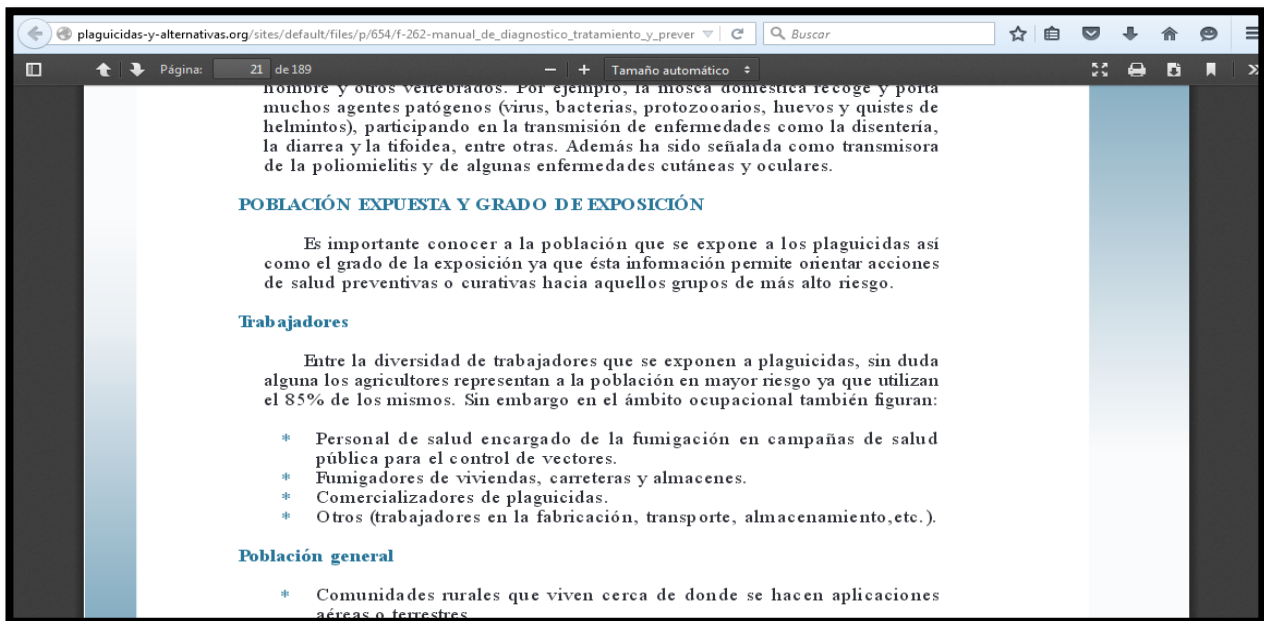 plaguicidas-y-alternativas.org/sites/default/files/p/654/f-262-manual_de_diagnostico_tratamiento_y_prever
Buscar
Página: 21 de 189
Tamaño automático
hombre y otros vertebrados. Por ejemplo, la mosca doméstica recoge y porta
muchos agentes patógenos (virus, bacterias, protozooarios, huevos y quistes de
helmintos), participando en la transmisión de enfermedades como la disentería,
la diarrea y la tifoidea, entre otras. Además ha sido señalada como transmisora
de la poliomielitis y de algunas enfermedades cutáneas y oculares.
POBLACIÓN EXPUESTA Y GRADO DE EXPOSICIÓN
Es importante conocer a la población que se expone a los plaguicidas así
como el grado de la exposición ya que ésta información permite orientar acciones
de salud preventivas o curativas hacia aquellos grupos de más alto riesgo.
Trabajadores
Entre la diversidad de trabajadores que se exponen a plaguicidas, sin duda
alguna los agricultores representan a la población en mayor riesgo ya que utilizan
el 85% de los mismos. Sin embargo en el ámbito ocupacional también figuran:
* Personal de salud encargado de la fumigación en campañas de salud
pública para el control de vectores.
* Fumigadores de viviendas, carreteras y almacenes.
* Comercializadores de plaguicidas.
* Otros (trabajadores en la fabricación, transporte, almacenamiento,etc.).
Población general
* Comunidades rurales que viven cerca de donde se hacen aplicaciones
aéreas o terrestres